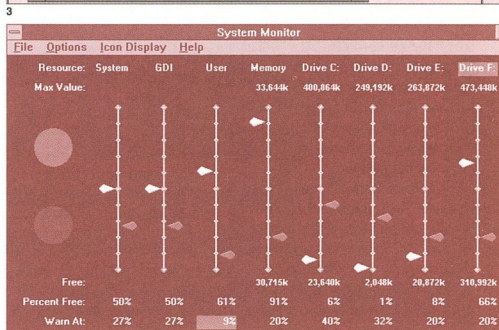 3
System Monitor
File Options Icon Display Help
Resource: System GDI User Memory Drive C: Drive D: Drive E: Drive F:
Max Value: 33,644k 400,864k 249,192k 263,872k 473,448k
Free: 30,715k 23,648k 2,048k 20,872k 310,992k
Percent Free: 50% 50% 61% 91% 6% 1% 8% 66%
Warn At: 27% 27% 9% 20% 40% 32% 20% 20%